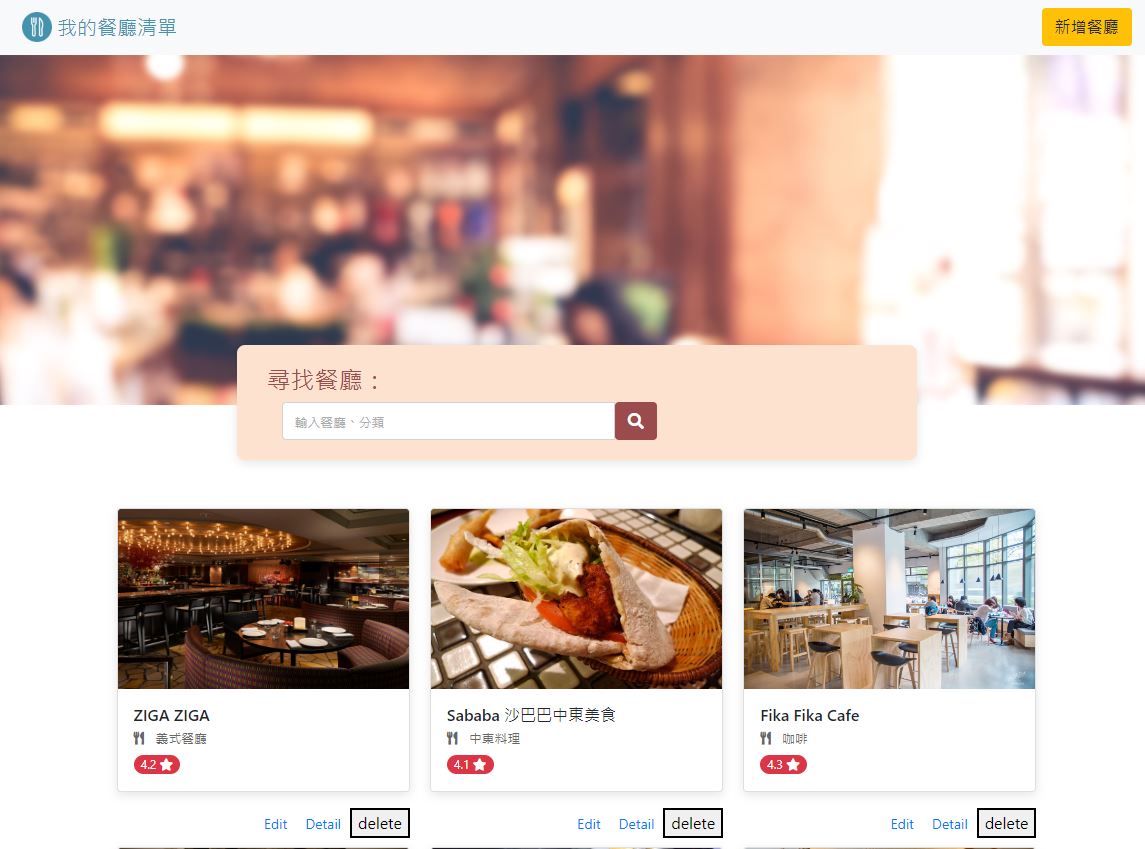 我的餐廳清單
新增餐廳
尋找餐廳：
輸入餐廳、分類
ZIGA ZIGA
義式餐廳
4.2
Edit Detail delete
Sababa 沙巴巴中東美食
中東料理
4.1
Edit Detail delete
Fika Fika Cafe
咖啡
4.3
Edit Detail delete